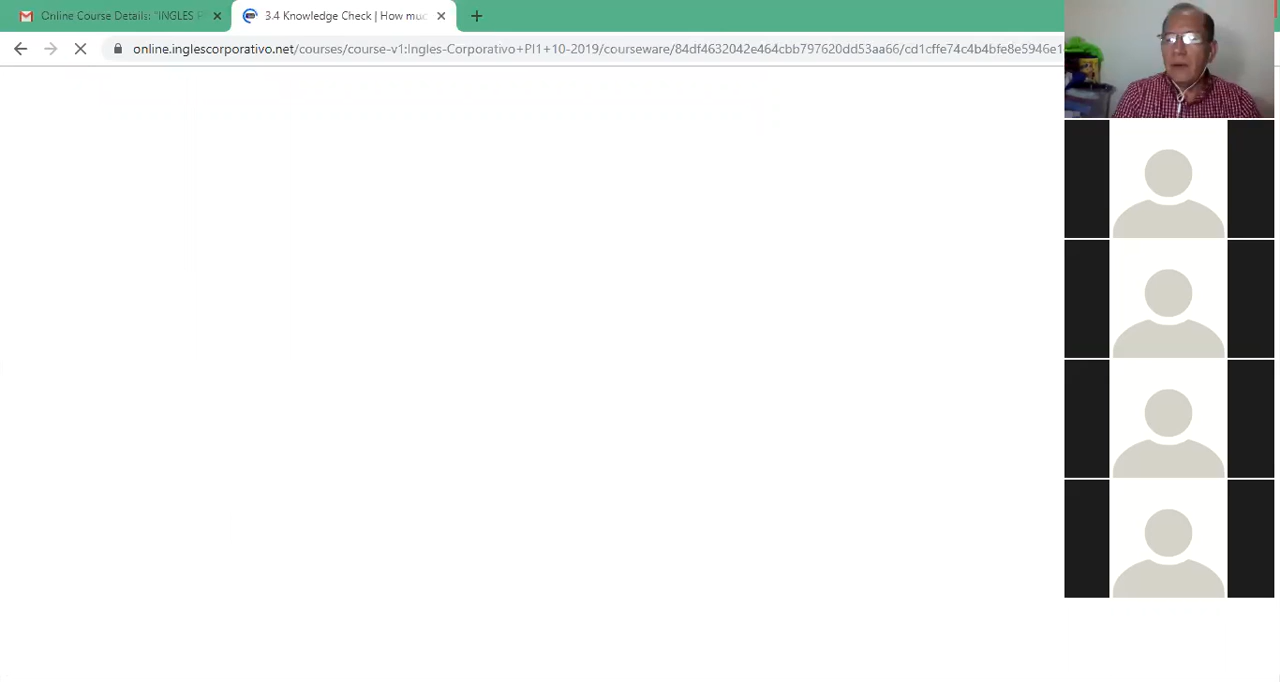 Online Course Details: "INGLES P
3.4 Knowledge Check | How muc
online.inglescorporativo.net/courses/course-v1:Ingles-Corporativo+PI1+10-2019/courseware/84df4632042e464cbb797620dd53aa66/cd1cffe74c4b4bfe8e5946e1